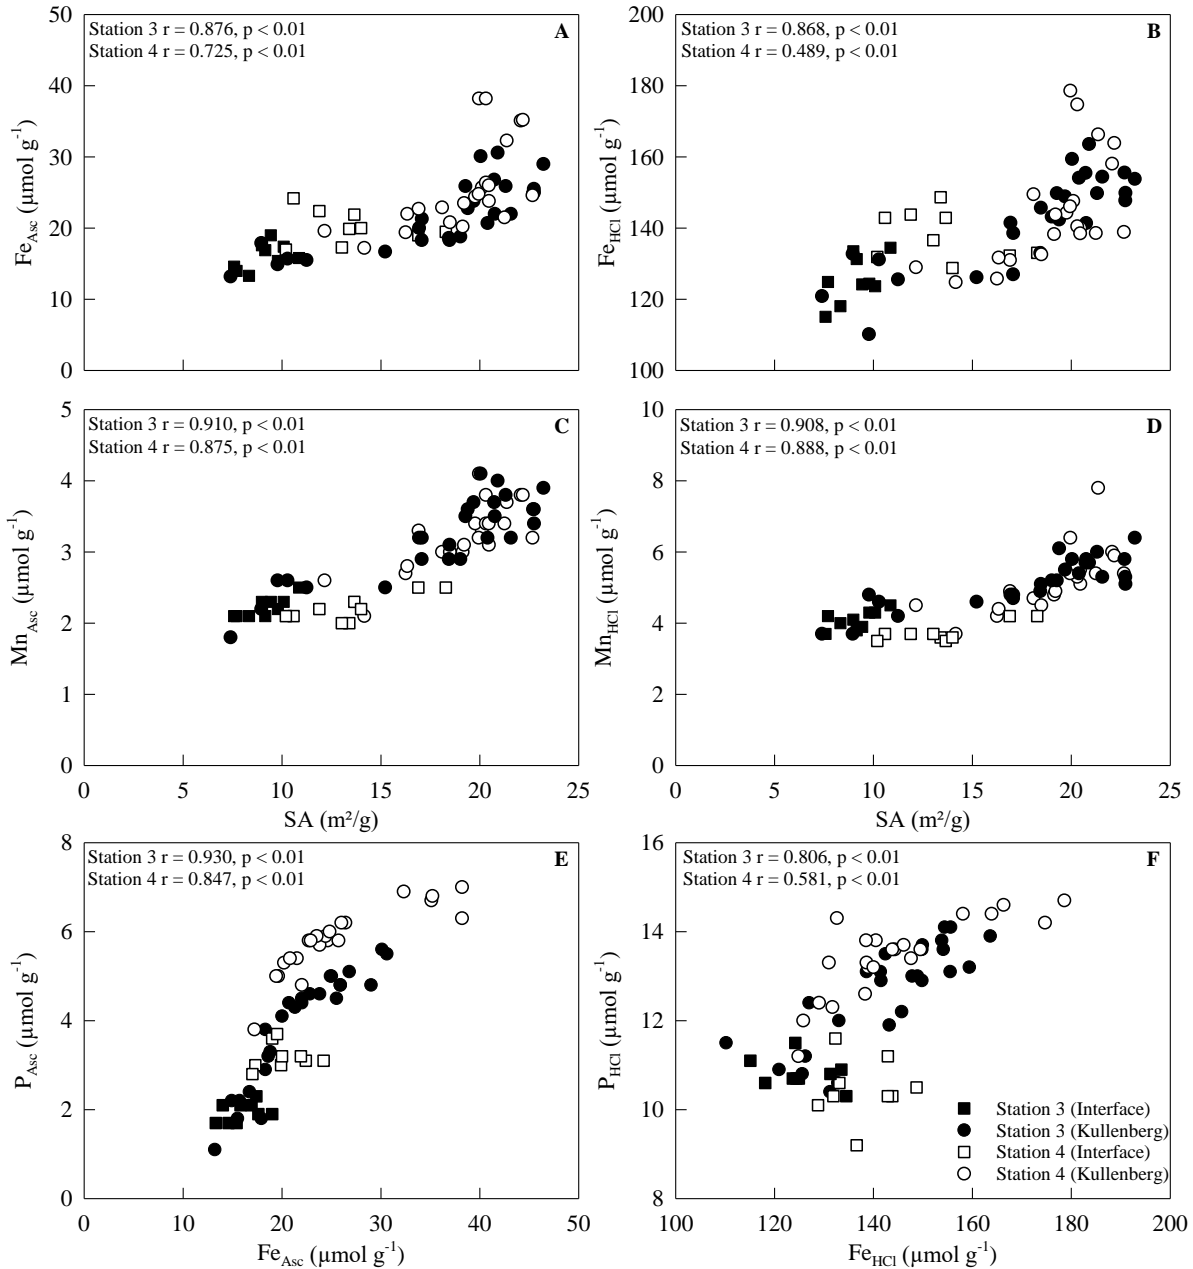 Station 3 r = 0.876, p < 0.01
Station 4 r = 0.725, p < 0.01
A
50
40
30
20
10
0
Fe_Asc (µmol g⁻¹)
Station 3 r = 0.868, p < 0.01
Station 4 r = 0.489, p < 0.01
B
200
180
160
140
120
100
Fe_HCl (µmol g⁻¹)
Station 3 r = 0.910, p < 0.01
Station 4 r = 0.875, p < 0.01
C
5
4
3
2
1
0
Mn_Asc (µmol g⁻¹)
0 5 10 15 20 25
SA (m²/g)
Station 3 r = 0.908, p < 0.01
Station 4 r = 0.888, p < 0.01
D
10
8
6
4
2
0
Mn_HCl (µmol g⁻¹)
0 5 10 15 20 25
SA (m²/g)
Station 3 r = 0.930, p < 0.01
Station 4 r = 0.847, p < 0.01
E
8
6
4
2
0
P_Asc (µmol g⁻¹)
0 10 20 30 40 50
Fe_Asc (µmol g⁻¹)
Station 3 r = 0.806, p < 0.01
Station 4 r = 0.581, p < 0.01
F
16
14
12
10
8
P_HCl (µmol g⁻¹)
Station 3 (Interface)
Station 3 (Kullenberg)
Station 4 (Interface)
Station 4 (Kullenberg)
100 120 140 160 180 200
Fe_HCl (µmol g⁻¹)